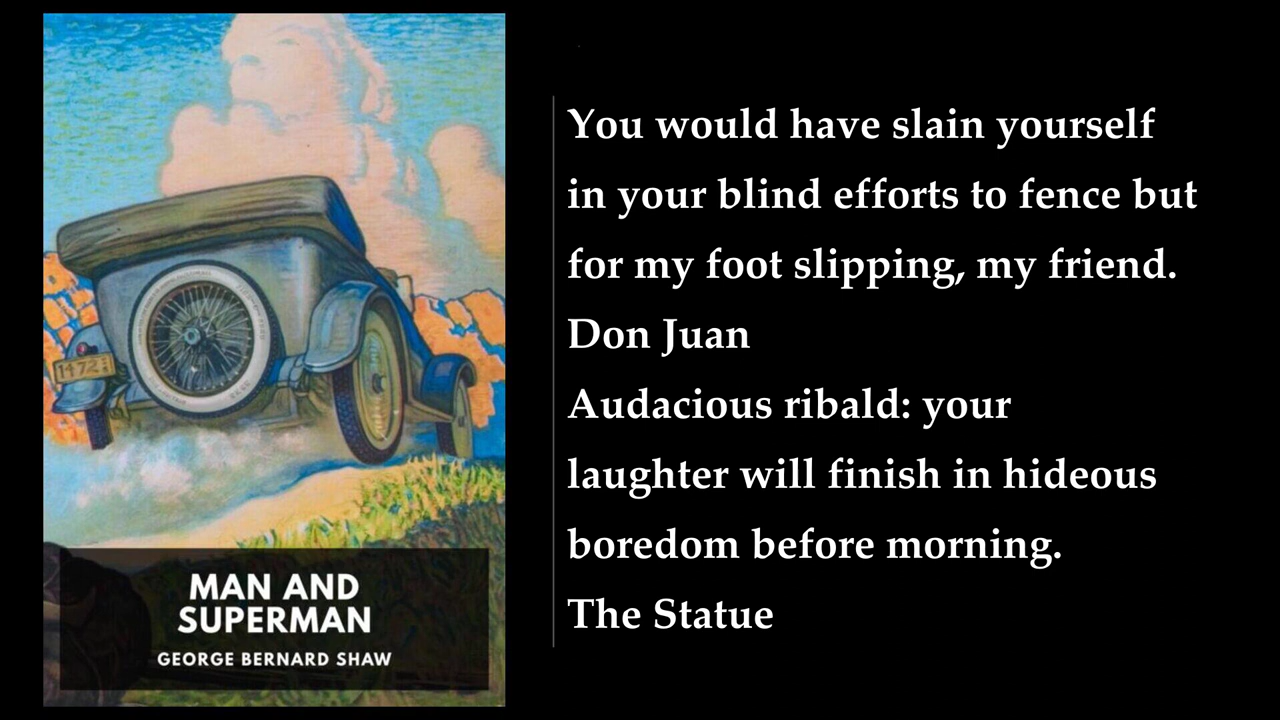 MAN AND
SUPERMAN
GEORGE BERNARD SHAW
1472
You would have slain yourself
in your blind efforts to fence but
for my foot slipping, my friend.
Don Juan
Audacious ribald: your
laughter will finish in hideous
boredom before morning.
The Statue